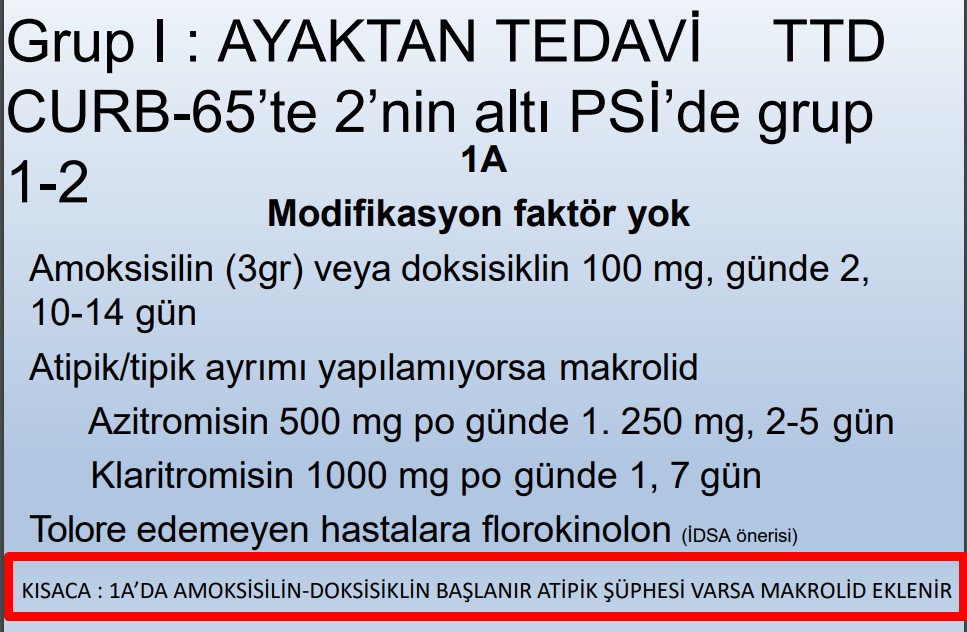 Grup I : AYAKTAN TEDAVİ TTD
CURB-65’te 2’nin altı PSİ’de grup
1-2
1A
Modifikasyon faktör yok
Amoksisilin (3gr) veya doksisiklin 100 mg, günde 2,
10-14 gün
Atipik/tipik ayrımı yapılamıyorsa makrolid
Azitromisin 500 mg po günde 1. 250 mg, 2-5 gün
Klaritromisin 1000 mg po günde 1, 7 gün
Tolore edemeyen hastalara florokinolon (İDSA önerisi)
KISACA : 1A’DA AMOKSİSİLİN-DOKSİSİKLİN BAŞLANIR ATİPİK ŞÜPHESİ VARSA MAKROLİD EKLENİR